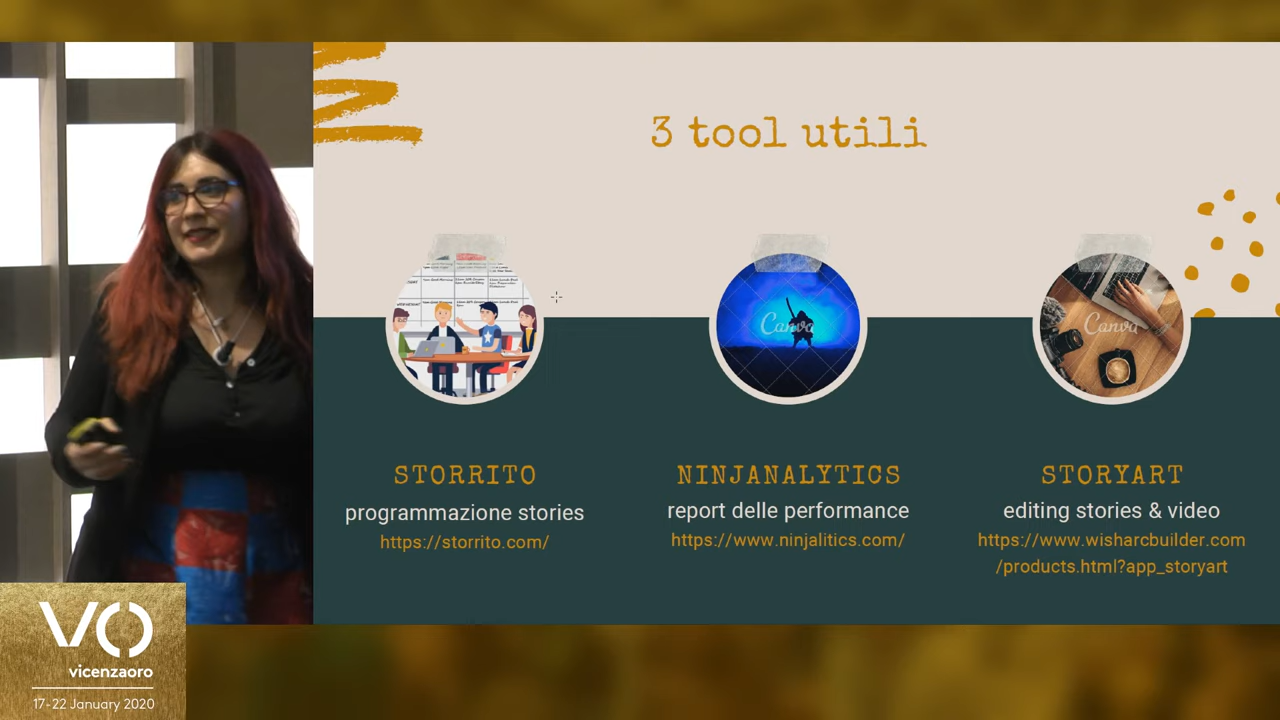 3 tool utili
Canva
Canva
STORRITO
programmazione stories
https://storrito.com/
NINJANALYTICS
report delle performance
https://www.ninjalitics.com/
STORYART
editing stories & video
https://www.wisharcbuilder.com
/products.html?app_storyart
VO
vicenzaoro
17-22 January 2020